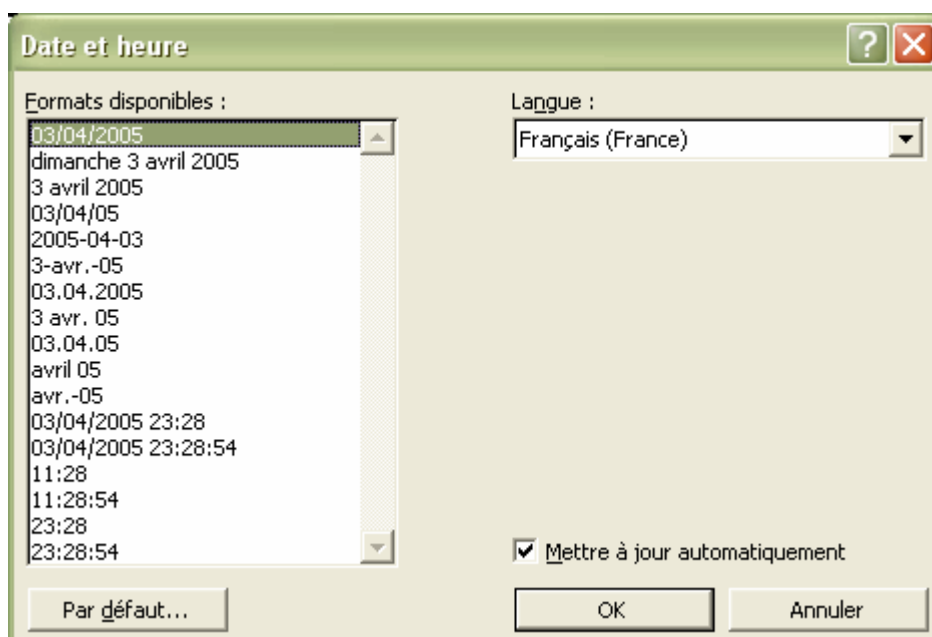 Date et heure
Formats disponibles :
03/04/2005
dimanche 3 avril 2005
3 avril 2005
03/04/05
2005-04-03
3-avr.-05
03.04.2005
3 avr. 05
03.04.05
avril 05
avr.-05
03/04/2005 23:28
03/04/2005 23:28:54
11:28
11:28:54
23:28
23:28:54
Langue :
Français (France)
Mettre à jour automatiquement
Par défaut...
OK
Annuler